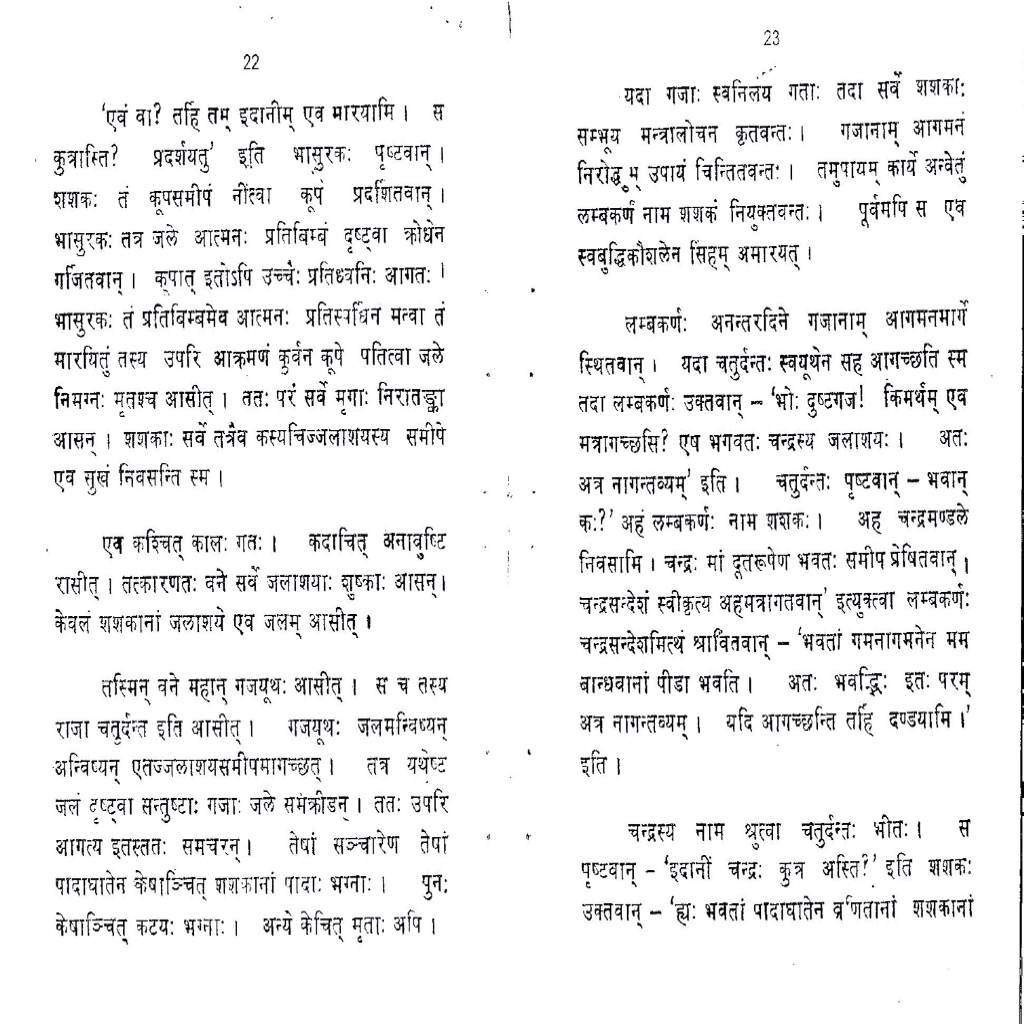 22
'एवं वा? तर्हि तम् इदानीम् एव मारयामि। स
कुत्रास्ति? प्रदर्शयतु' इति भासुरकः पृष्टवान्।
शशकः तं कूपसमीपं नीत्वा कूपं प्रदर्शितवान्।
भासुरकः तत्र जले आत्मनः प्रतिबिम्बं दृष्ट्वा क्रोधेन
गर्जितवान्। कूपात् इतोऽपि उच्चैः प्रतिध्वनिः आगतः।
भासुरकः तं प्रतिबिम्बमेव आत्मनः प्रतिस्पर्धिन मत्वा तं
मारयितुं तस्य उपरि आक्रमणं कुर्वन् कूपे पतित्वा जले
निमग्नः मृतश्च आसीत्। ततः परं सर्वे मृगाः निरातङ्का
आसन्। शशकाः सर्वे तत्रैव कस्यचिज्जलाशयस्य समीपे
एव सुखं निवसन्ति स्म।
एव कश्चित् कालः गतः। कदाचित् अनावुष्टि
रासीत्। तत्कारणतः वने सर्वे जलाशयाः शुष्काः आसन्।
केवलं शशकानां जलाशये एव जलम् आसीत्।
तस्मिन् वने महान् गजयूथः आसीत्। स च तस्य
राजा चतुर्दन्त इति आसीत्। गजयूथः जलमन्विष्यन्
अन्विष्यन् एतज्जलाशयसमीपमागच्छत्। तत्र यथेष्ट
जलं दृष्ट्वा सन्तुष्टाः गजाः जले समक्रीडन्। ततः उपरि
आगत्य इतस्ततः समचरन्। तेषां सञ्चारेण तेषां
पादाघातेन केषाञ्चित् शशकानां पादाः भग्नाः। पुनः
केषाञ्चित् कटयः भग्नाः। अन्ये केचित् मृताः अपि।
23
यदा गजाः स्वनिलय गताः तदा सर्वे शशकाः
सम्भूय मन्त्रालोचन कृतवन्तः। गजानाम् आगमनं
निरोद्धुम् उपायं चिन्तितवन्तः। तमुपायम् कार्ये अन्वेतुं
लम्बकर्णं नाम शशकं नियुक्तवन्तः। पूर्वमपि स एव
स्वबुद्धिकौशलेन सिंहम् अमारयत्।
लम्बकर्णः अनन्तरदिने गजानाम् आगमनमार्गे
स्थितवान्। यदा चतुर्दन्तः स्वयूथेन सह आगच्छति स्म
तदा लम्बकर्णः उक्तवान् – 'भोः दुष्टगज! किमर्थम् एव
मत्रागच्छसि? एष भगवतः चन्द्रस्य जलाशयः। अतः
अत्र नागन्तव्यम्' इति। चतुर्दन्तः पृष्टवान् – भवान्
कः?' अहं लम्बकर्णः नाम शशकः। अह चन्द्रमण्डले
निवसामि। चन्द्रः मां दूतरूपेण भवतः समीप प्रेषितवान्।
चन्द्रसन्देशं स्वीकृत्य अहमत्रागतवान्' इत्युक्त्वा लम्बकर्णः
चन्द्रसन्देशमित्थं श्रावितवान् – 'भवतां गमनागमनेन मम
बान्धवानां पीडा भवति। अतः भवद्भिः इतः परम्
अत्र नागन्तव्यम्। यदि आगच्छन्ति तर्हि दण्डयामि।'
इति।
चन्द्रस्य नाम श्रुत्वा चतुर्दन्तः भीतः। स
पृष्टवान् – 'इदानीं चन्द्रः कुत्र अस्ति?' इति शशकः
उक्तवान् – 'ह्यः भवतां पादाघातेन व्रणितानां शशकानां